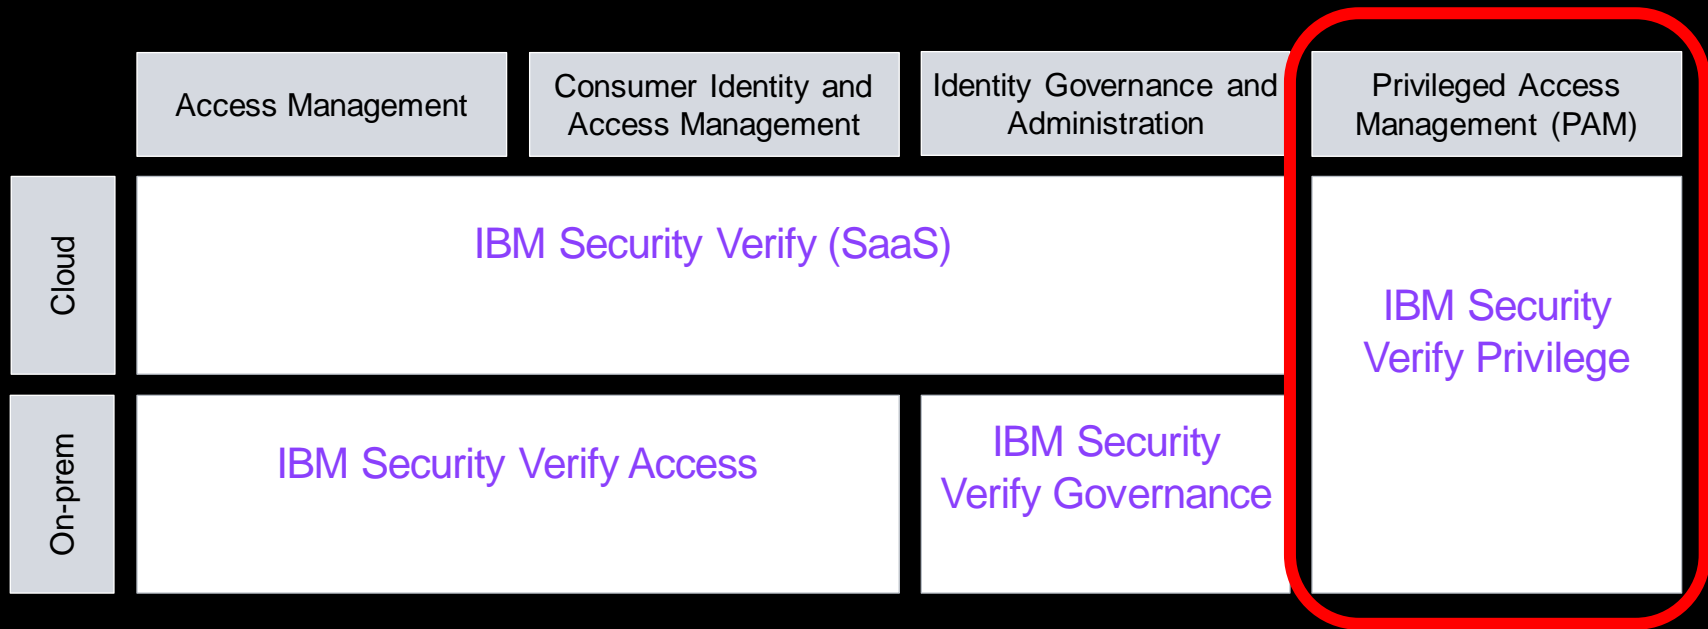 Access Management
Consumer Identity and
Access Management
Identity Governance and
Administration
Privileged Access
Management (PAM)
Cloud
IBM Security Verify (SaaS)
IBM Security
Verify Privilege
On-prem
IBM Security Verify Access
IBM Security
Verify Governance